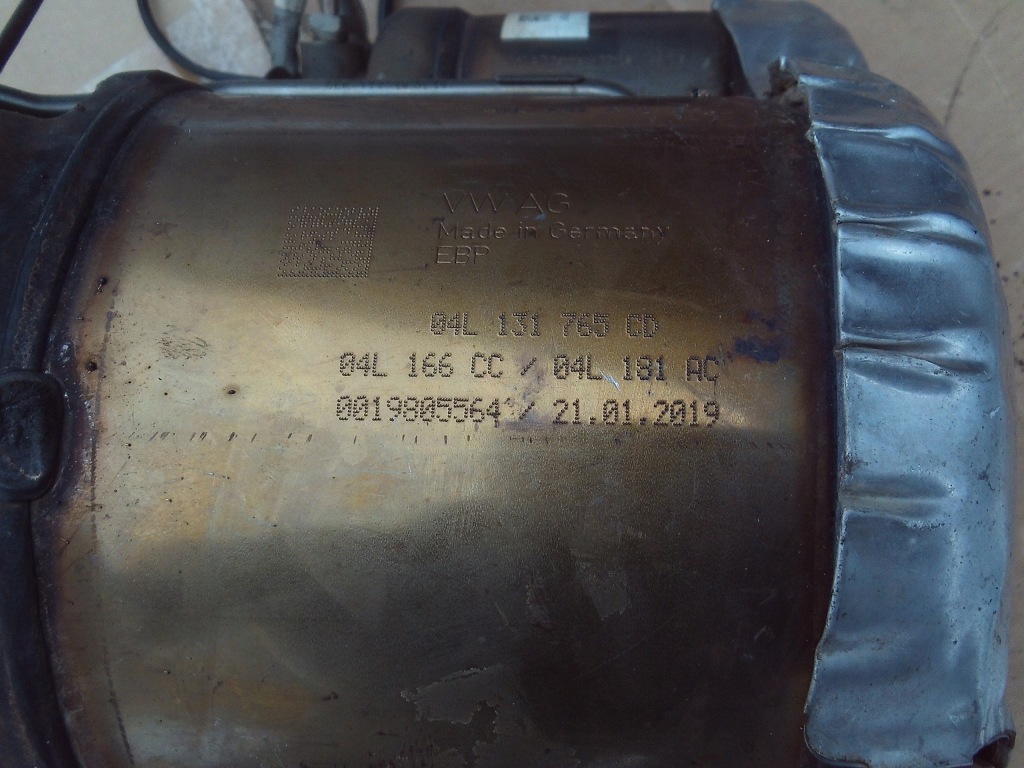 VW AG
Made in Germany
EBP
04L 131 765 CD
04L 166 CC / 04L 181 AC
0019805564 / 21.01.2019